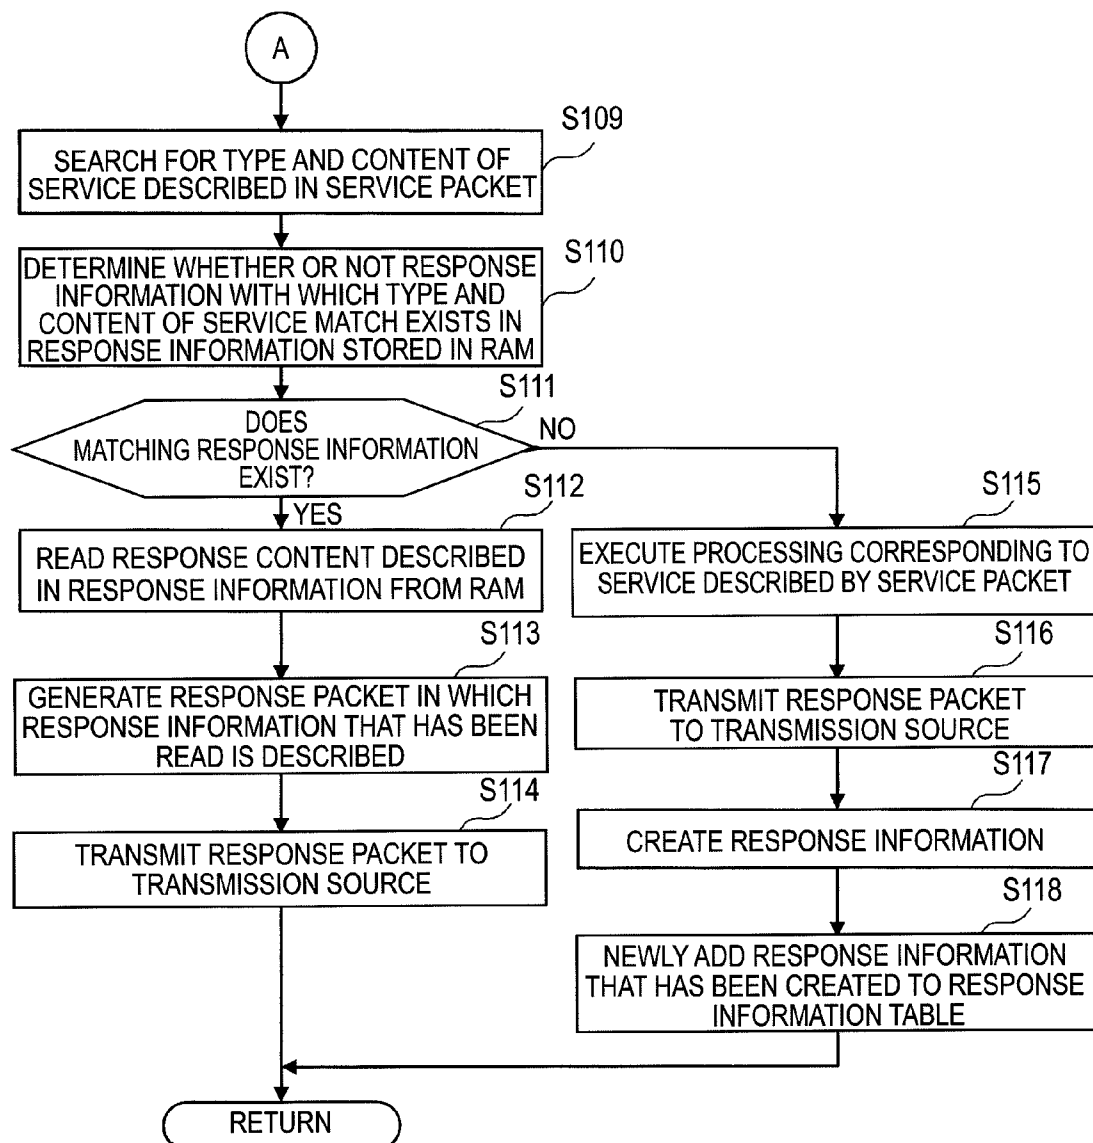 A
S109
SEARCH FOR TYPE AND CONTENT OF
SERVICE DESCRIBED IN SERVICE PACKET
S110
DETERMINE WHETHER OR NOT RESPONSE
INFORMATION WITH WHICH TYPE AND
CONTENT OF SERVICE MATCH EXISTS IN
RESPONSE INFORMATION STORED IN RAM
S111
DOES
MATCHING RESPONSE INFORMATION
EXIST?
NO
YES
S112
READ RESPONSE CONTENT DESCRIBED
IN RESPONSE INFORMATION FROM RAM
S113
GENERATE RESPONSE PACKET IN WHICH
RESPONSE INFORMATION THAT HAS BEEN
READ IS DESCRIBED
S114
TRANSMIT RESPONSE PACKET TO
TRANSMISSION SOURCE
S115
EXECUTE PROCESSING CORRESPONDING TO
SERVICE DESCRIBED BY SERVICE PACKET
S116
TRANSMIT RESPONSE PACKET
TO TRANSMISSION SOURCE
S117
CREATE RESPONSE INFORMATION
S118
NEWLY ADD RESPONSE INFORMATION
THAT HAS BEEN CREATED TO RESPONSE
INFORMATION TABLE
RETURN